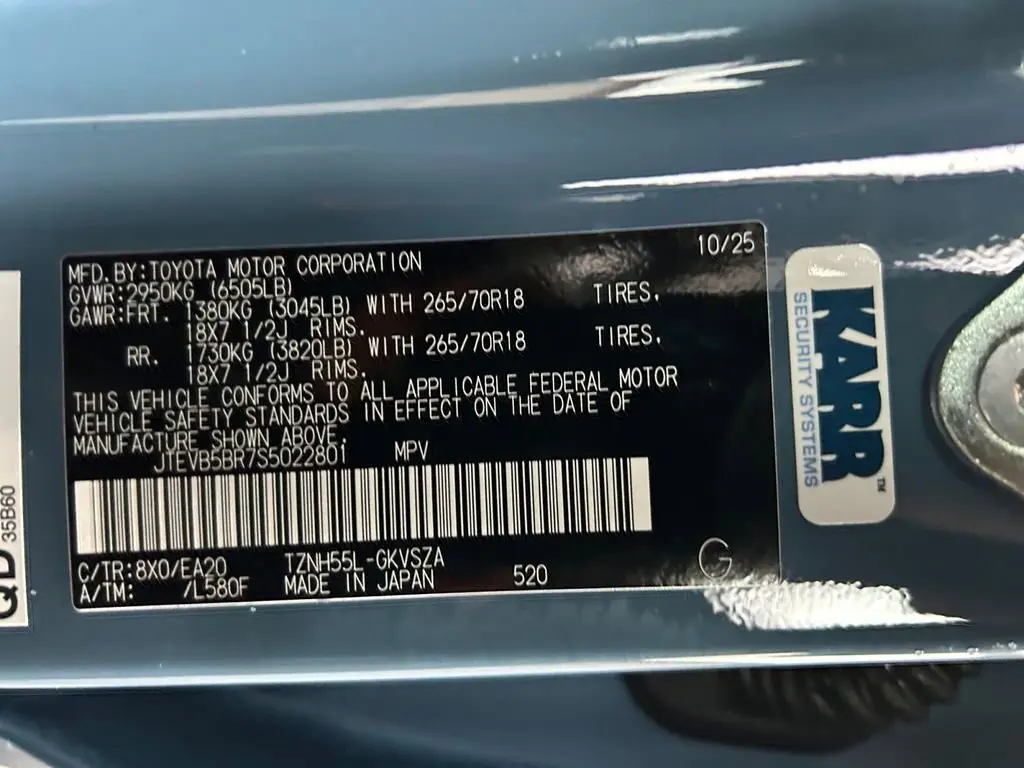 10/25
MFD.BY:TOYOTA MOTOR CORPORATION
GVWR:2950KG (6505LB)
GAWR:FRT. 1380KG (3045LB) WITH 265/70R18 TIRES.
18X7 1/2J RIMS.
RR. 1730KG (3820LB) WITH 265/70R18 TIRES.
18X7 1/2J RIMS.
THIS VEHICLE CONFORMS TO ALL APPLICABLE FEDERAL MOTOR
VEHICLE SAFETY STANDARDS IN EFFECT ON THE DATE OF
MANUFACTURE SHOWN ABOVE.
JTEVB5BR7S5022801 MPV
C/TR:8X0/EA20 TZNH55L-GKVSZA
A/TM: /L580F MADE IN JAPAN 520
G
KARR™
SECURITY SYSTEMS
QD
35B60